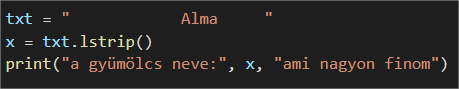 txt = "              Alma      "
x = txt.lstrip()
print("a gyümölcs neve:", x, "ami nagyon finom")